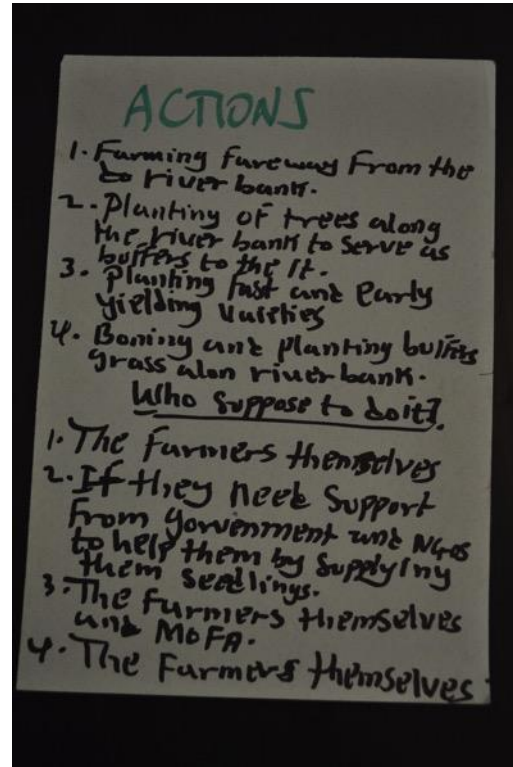 ACTIONS
1. Farming fareway From the
to river bank.
2. Planting of trees along
the river bank to serve as
buffers to the it.
3. Planting fast and Early
yielding varieties
4. Boning and Planting buffers
grass alon river bank.
Who Suppose to do it?
1. The farmers themselves
2. If they need Support
From gorvenment and NGOs
to help them by Supplying
them seedlings.
3. The farmers themselves
and MOFA.
4. The Farmers themselves